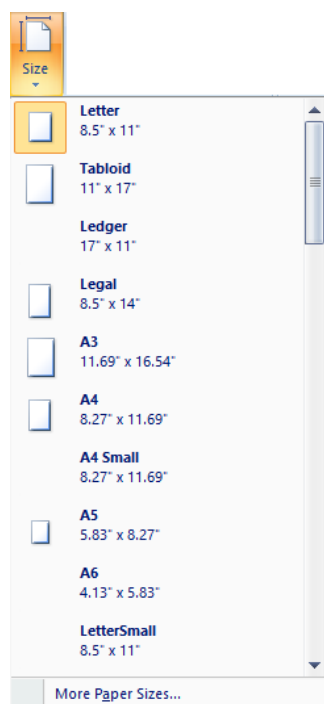 Size
Letter
8.5" x 11"
Tabloid
11" x 17"
Ledger
17" x 11"
Legal
8.5" x 14"
A3
11.69" x 16.54"
A4
8.27" x 11.69"
A4 Small
8.27" x 11.69"
A5
5.83" x 8.27"
A6
4.13" x 5.83"
LetterSmall
8.5" x 11"
More Paper Sizes...